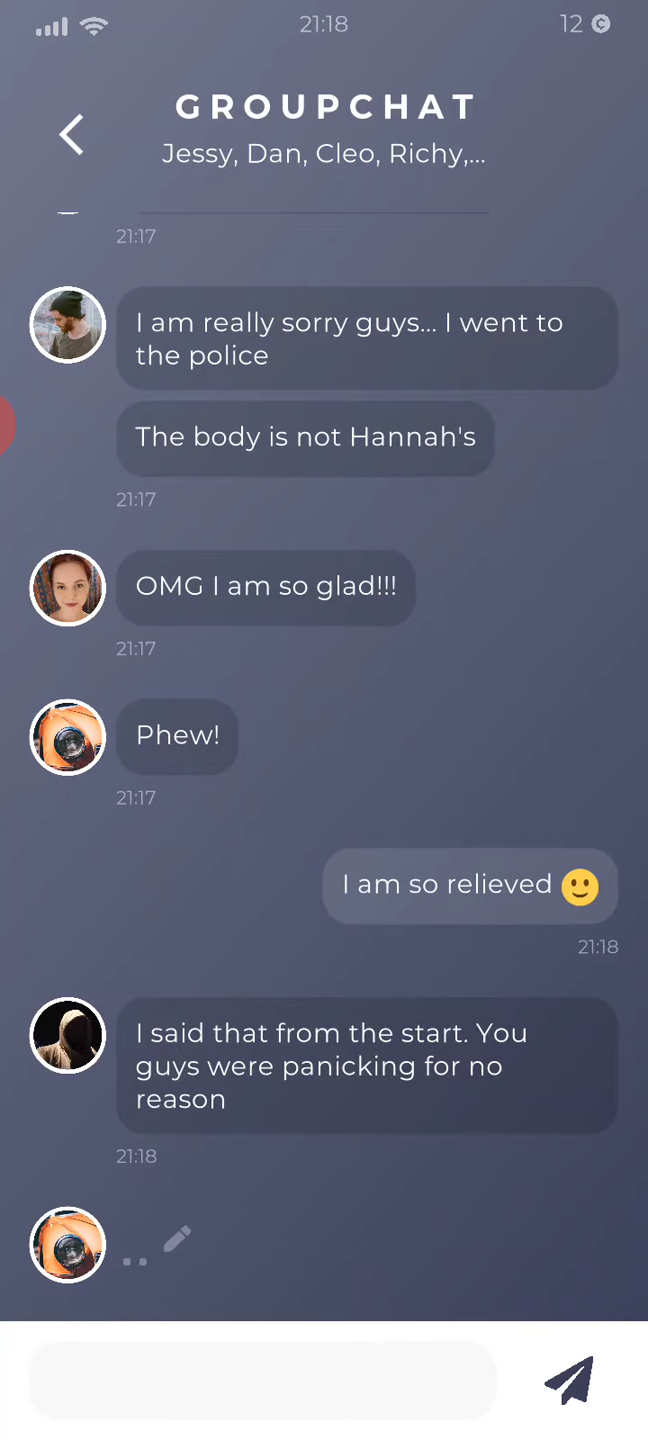 21:18
12 C
GROUPCHAT
Jessy, Dan, Cleo, Richy,...
21:17
I am really sorry guys... I went to
the police
The body is not Hannah's
21:17
OMG I am so glad!!!
21:17
Phew!
21:17
I am so relieved 🙂
21:18
I said that from the start. You
guys were panicking for no
reason
21:18